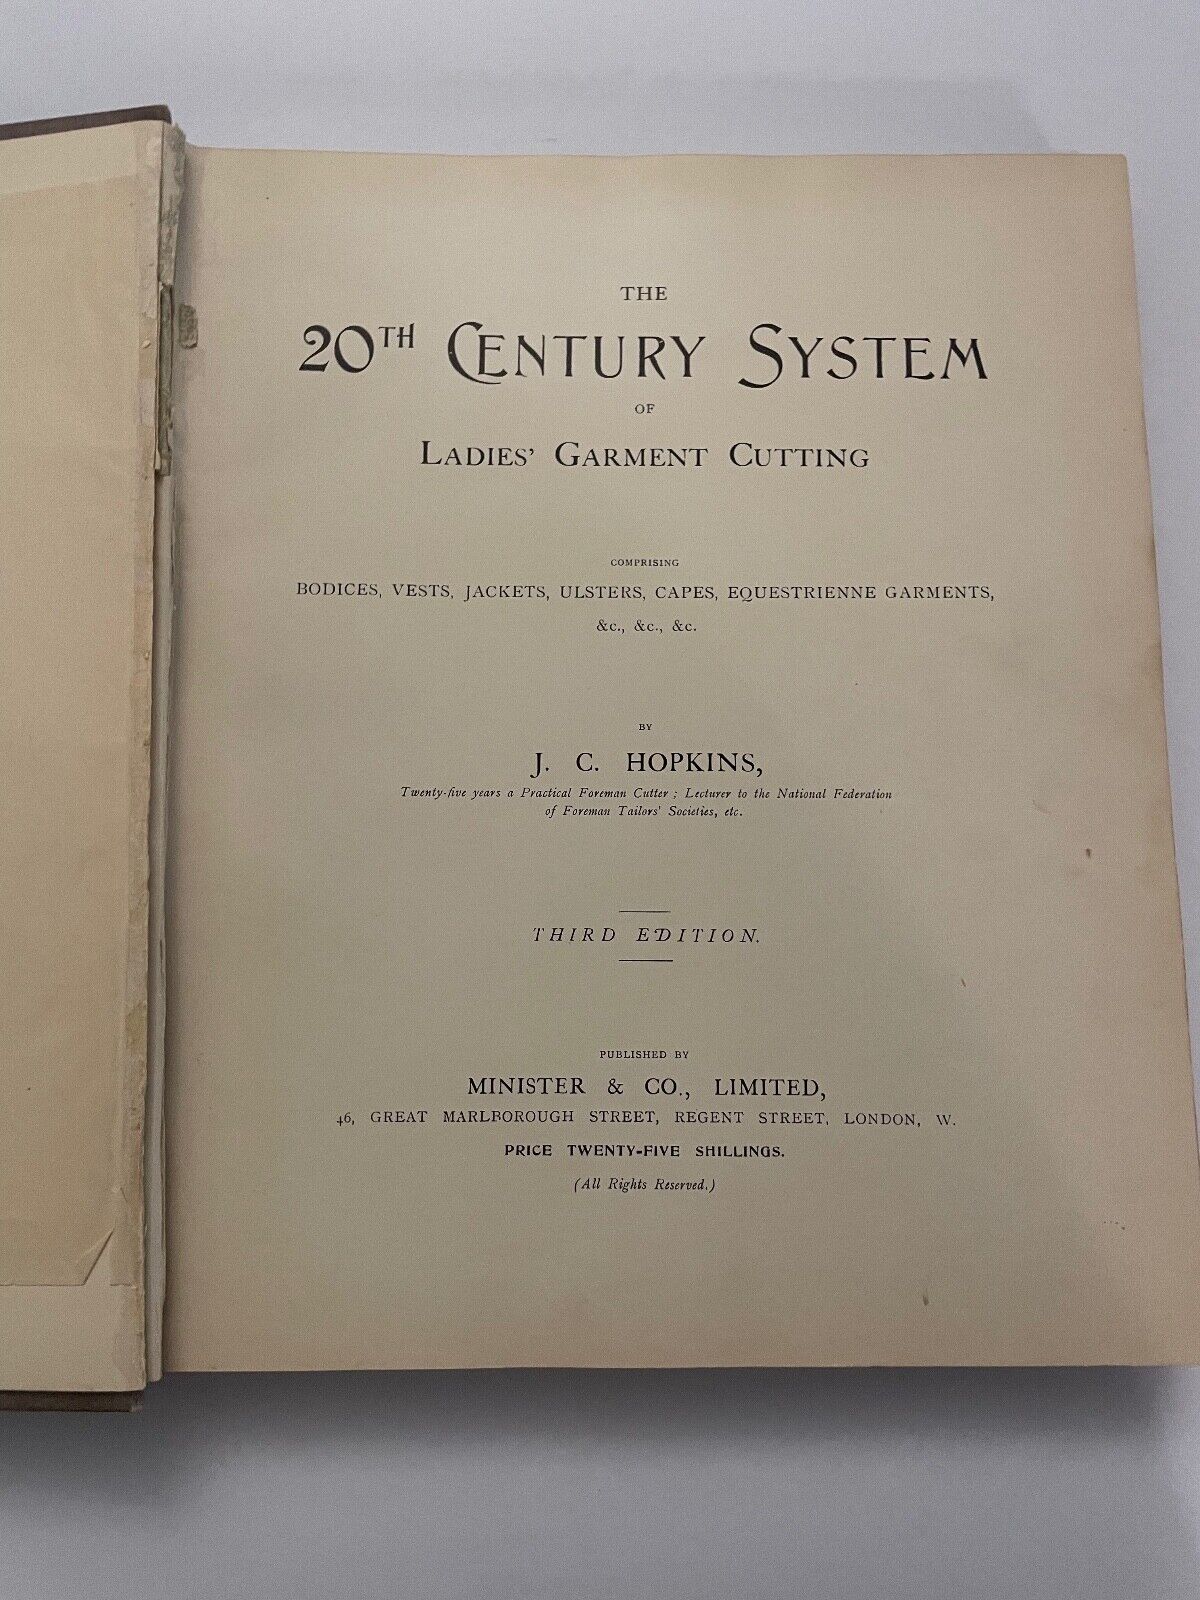 THE
20TH CENTURY SYSTEM
OF
LADIES' GARMENT CUTTING
COMPRISING
BODICES, VESTS, JACKETS, ULSTERS, CAPES, EQUESTRIENNE GARMENTS,
&c., &c., &c.
BY
J. C. HOPKINS,
Twenty-five years a Practical Foreman Cutter ; Lecturer to the National Federation
of Foreman Tailors' Societies, etc.
THIRD EDITION.
PUBLISHED BY
MINISTER & CO., LIMITED,
46, GREAT MARLBOROUGH STREET, REGENT STREET, LONDON, W.
PRICE TWENTY-FIVE SHILLINGS.
(All Rights Reserved.)